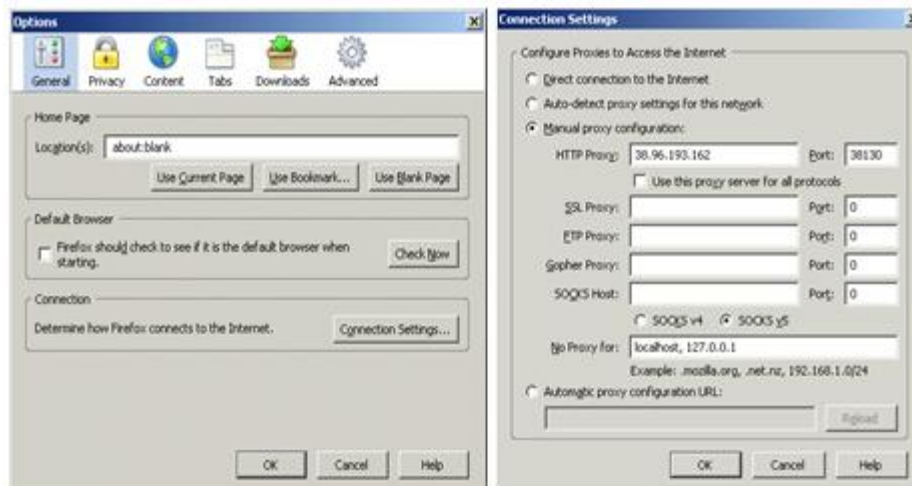 Options
General Privacy Content Tabs Downloads Advanced
Home Page
Location(s): about:blank
Use Current Page Use Bookmark... Use Blank Page
Default Browser
Firefox should check to see if it is the default browser when
starting.
Check Now
Connection
Determine how Firefox connects to the Internet. Connection Settings...
OK Cancel Help
Connection Settings
Configure Proxies to Access the Internet
Direct connection to the Internet
Auto-detect proxy settings for this network
Manual proxy configuration:
HTTP Proxy: 38.96.193.162 Port: 38130
Use this proxy server for all protocols
SSL Proxy: Port: 0
FTP Proxy: Port: 0
Gopher Proxy: Port: 0
SOCKS Host: Port: 0
SOCKS v4 SOCKS v5
No Proxy for: localhost, 127.0.0.1
Example: .mozilla.org, .net.nz, 192.168.1.0/24
Automatic proxy configuration URL:
Reload
OK Cancel Help